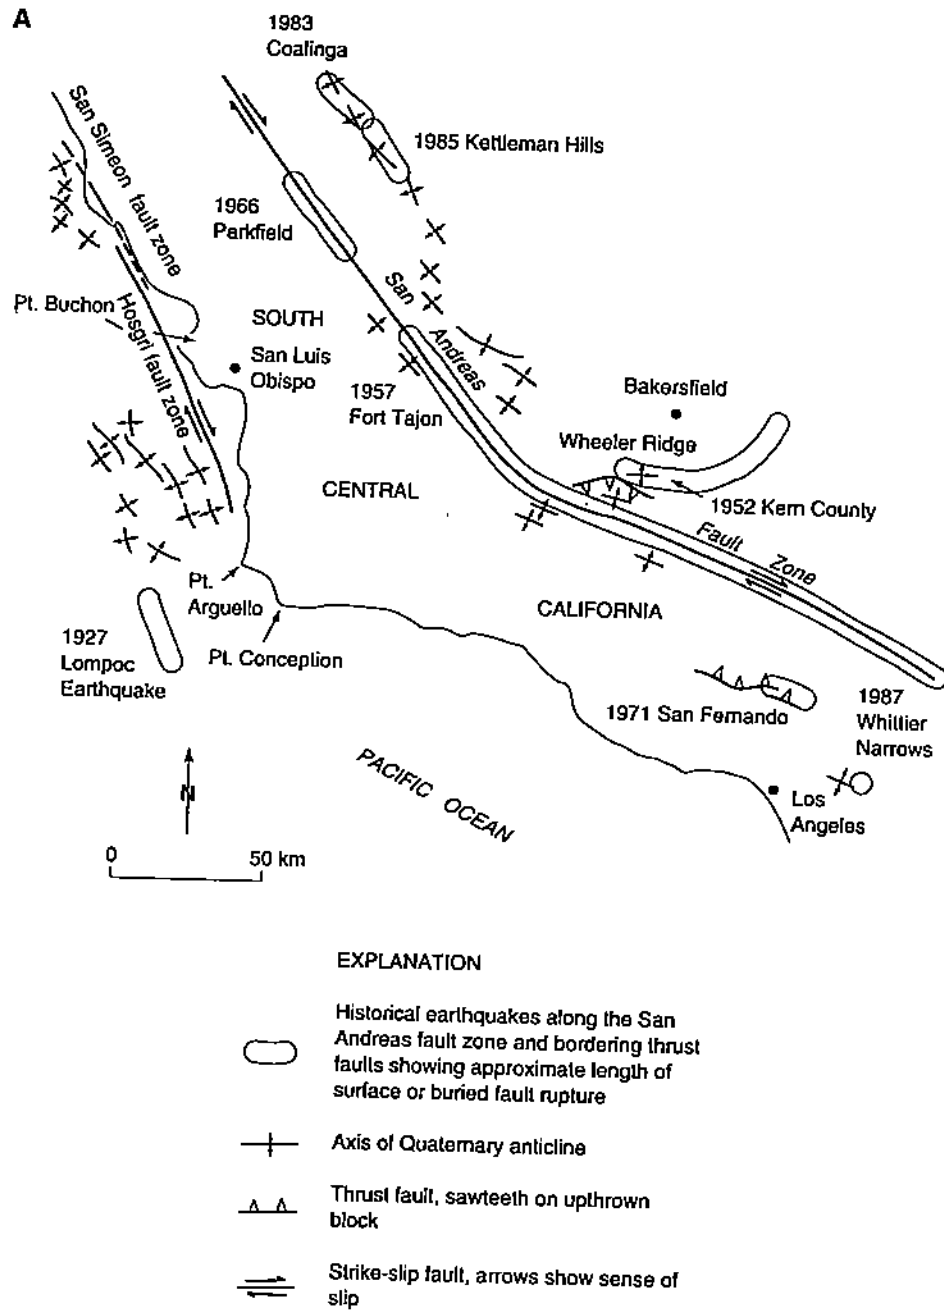 A
1983
Coalinga
San Simeon fault zone
1985 Kettleman Hills
1966
Parkfield
San
Andreas
Pt. Buchon
Hosgri fault zone
SOUTH
San Luis
Obispo
1957
Fort Tajon
Bakersfield
Wheeler Ridge
CENTRAL
1952 Kern County
Fault
Zone
Pt.
Arguello
CALIFORNIA
1927
Lompoc
Earthquake
Pt. Conception
1971 San Fernando
1987
Whittier
Narrows
N
PACIFIC OCEAN
Los
Angeles
0
50 km
EXPLANATION
Historical earthquakes along the San
Andreas fault zone and bordering thrust
faults showing approximate length of
surface or buried fault rupture
Axis of Quaternary anticline
Thrust fault, sawteeth on upthrown
block
Strike-slip fault, arrows show sense of
slip